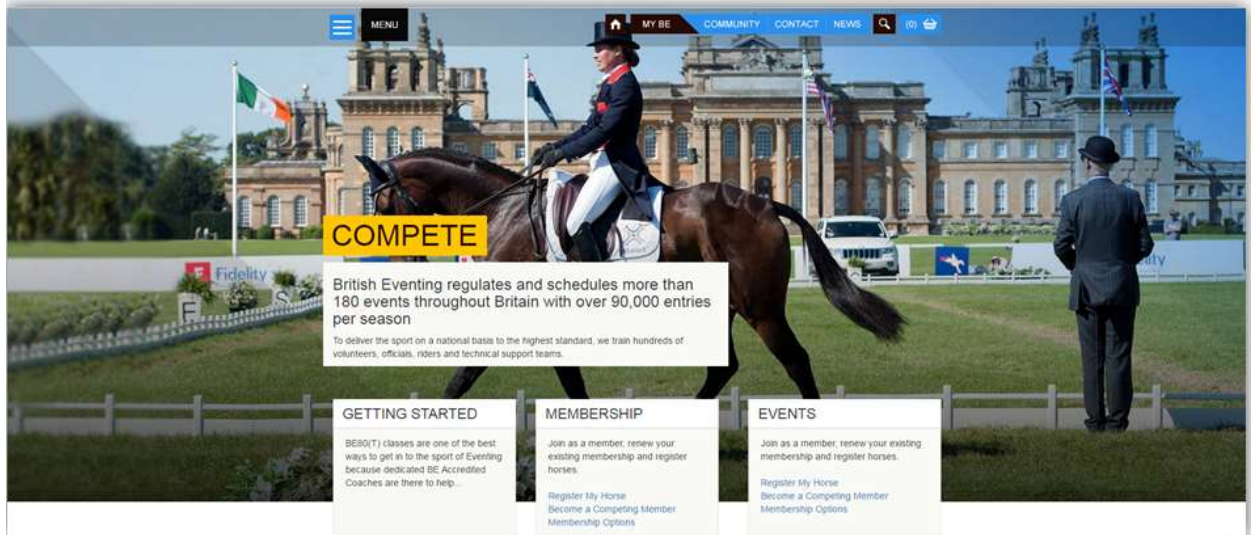 MENU
MY BE
COMMUNITY
CONTACT
NEWS
(0)
COMPETE
Fidelity
F
S
British Eventing regulates and schedules more than
180 events throughout Britain with over 90,000 entries
per season
To deliver the sport on a national basis to the highest standard, we train hundreds of
volunteers, officials, riders and technical support teams.
GETTING STARTED
BE80(T) classes are one of the best
ways to get in to the sport of Eventing
because dedicated BE Accredited
Coaches are there to help...
MEMBERSHIP
Join as a member, renew your
existing membership and register
horses.
Register My Horse
Become a Competing Member
Membership Options
EVENTS
Join as a member, renew your existing
membership and register horses.
Register My Horse
Become a Competing Member
Membership Options